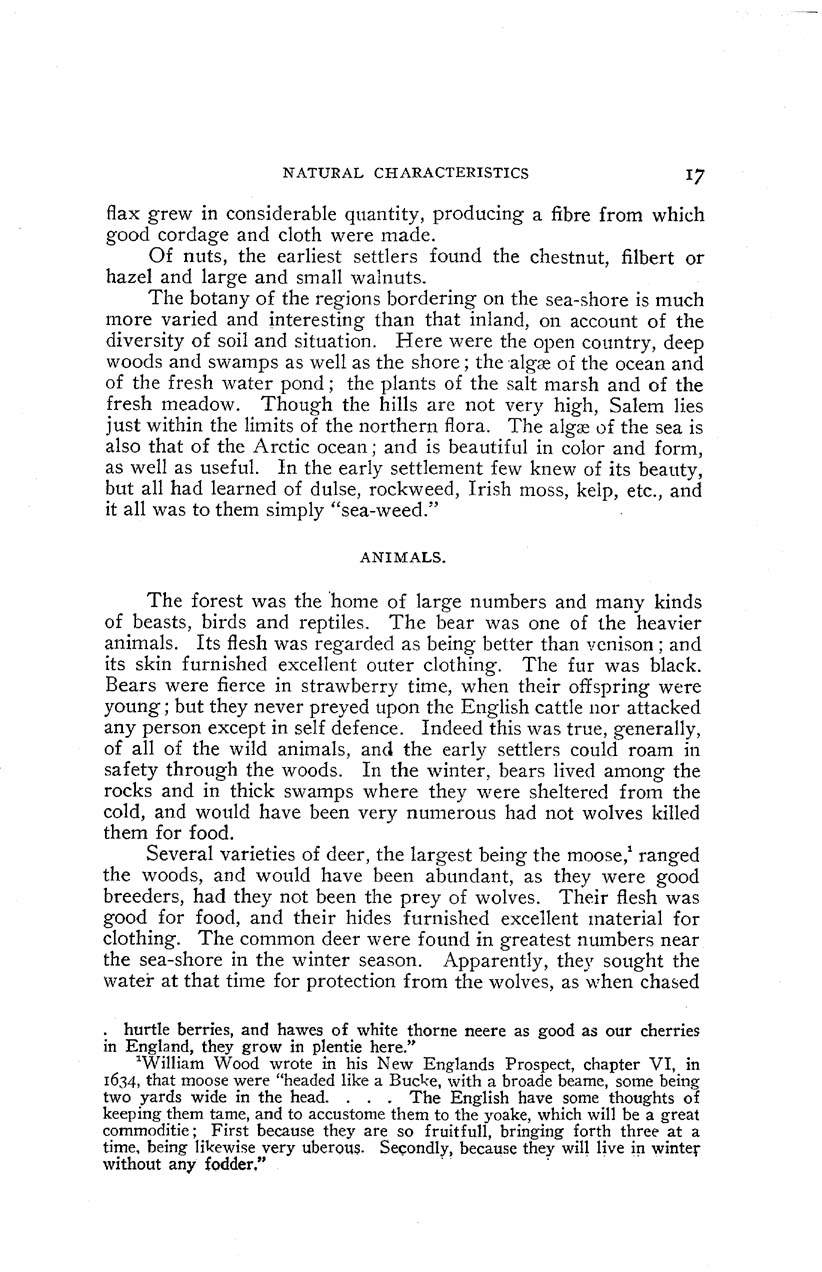 NATURAL CHARACTERISTICS 17
flax grew in considerable quantity, producing a fibre from which
good cordage and cloth were made.
Of nuts, the earliest settlers found the chestnut, filbert or
hazel and large and small walnuts.
The botany of the regions bordering on the sea-shore is much
more varied and interesting than that inland, on account of the
diversity of soil and situation. Here were the open country, deep
woods and swamps as well as the shore; the algæ of the ocean and
of the fresh water pond; the plants of the salt marsh and of the
fresh meadow. Though the hills are not very high, Salem lies
just within the limits of the northern flora. The algæ of the sea is
also that of the Arctic ocean; and is beautiful in color and form,
as well as useful. In the early settlement few knew of its beauty,
but all had learned of dulse, rockweed, Irish moss, kelp, etc., and
it all was to them simply “sea-weed.”
ANIMALS.
The forest was the home of large numbers and many kinds
of beasts, birds and reptiles. The bear was one of the heavier
animals. Its flesh was regarded as being better than venison; and
its skin furnished excellent outer clothing. The fur was black.
Bears were fierce in strawberry time, when their offspring were
young; but they never preyed upon the English cattle nor attacked
any person except in self defence. Indeed this was true, generally,
of all of the wild animals, and the early settlers could roam in
safety through the woods. In the winter, bears lived among the
rocks and in thick swamps where they were sheltered from the
cold, and would have been very numerous had not wolves killed
them for food.
Several varieties of deer, the largest being the moose,¹ ranged
the woods, and would have been abundant, as they were good
breeders, had they not been the prey of wolves. Their flesh was
good for food, and their hides furnished excellent material for
clothing. The common deer were found in greatest numbers near
the sea-shore in the winter season. Apparently, they sought the
water at that time for protection from the wolves, as when chased
. hurtle berries, and hawes of white thorne neere as good as our cherries
in England, they grow in plentie here.”
¹William Wood wrote in his New Englands Prospect, chapter VI, in
1634, that moose were “headed like a Bucke, with a broade beame, some being
two yards wide in the head. . . . The English have some thoughts of
keeping them tame, and to accustome them to the yoake, which will be a great
commoditie; First because they are so fruitfull, bringing forth three at a
time, being likewise very uberous. Secondly, because they will live in winter
without any fodder.”